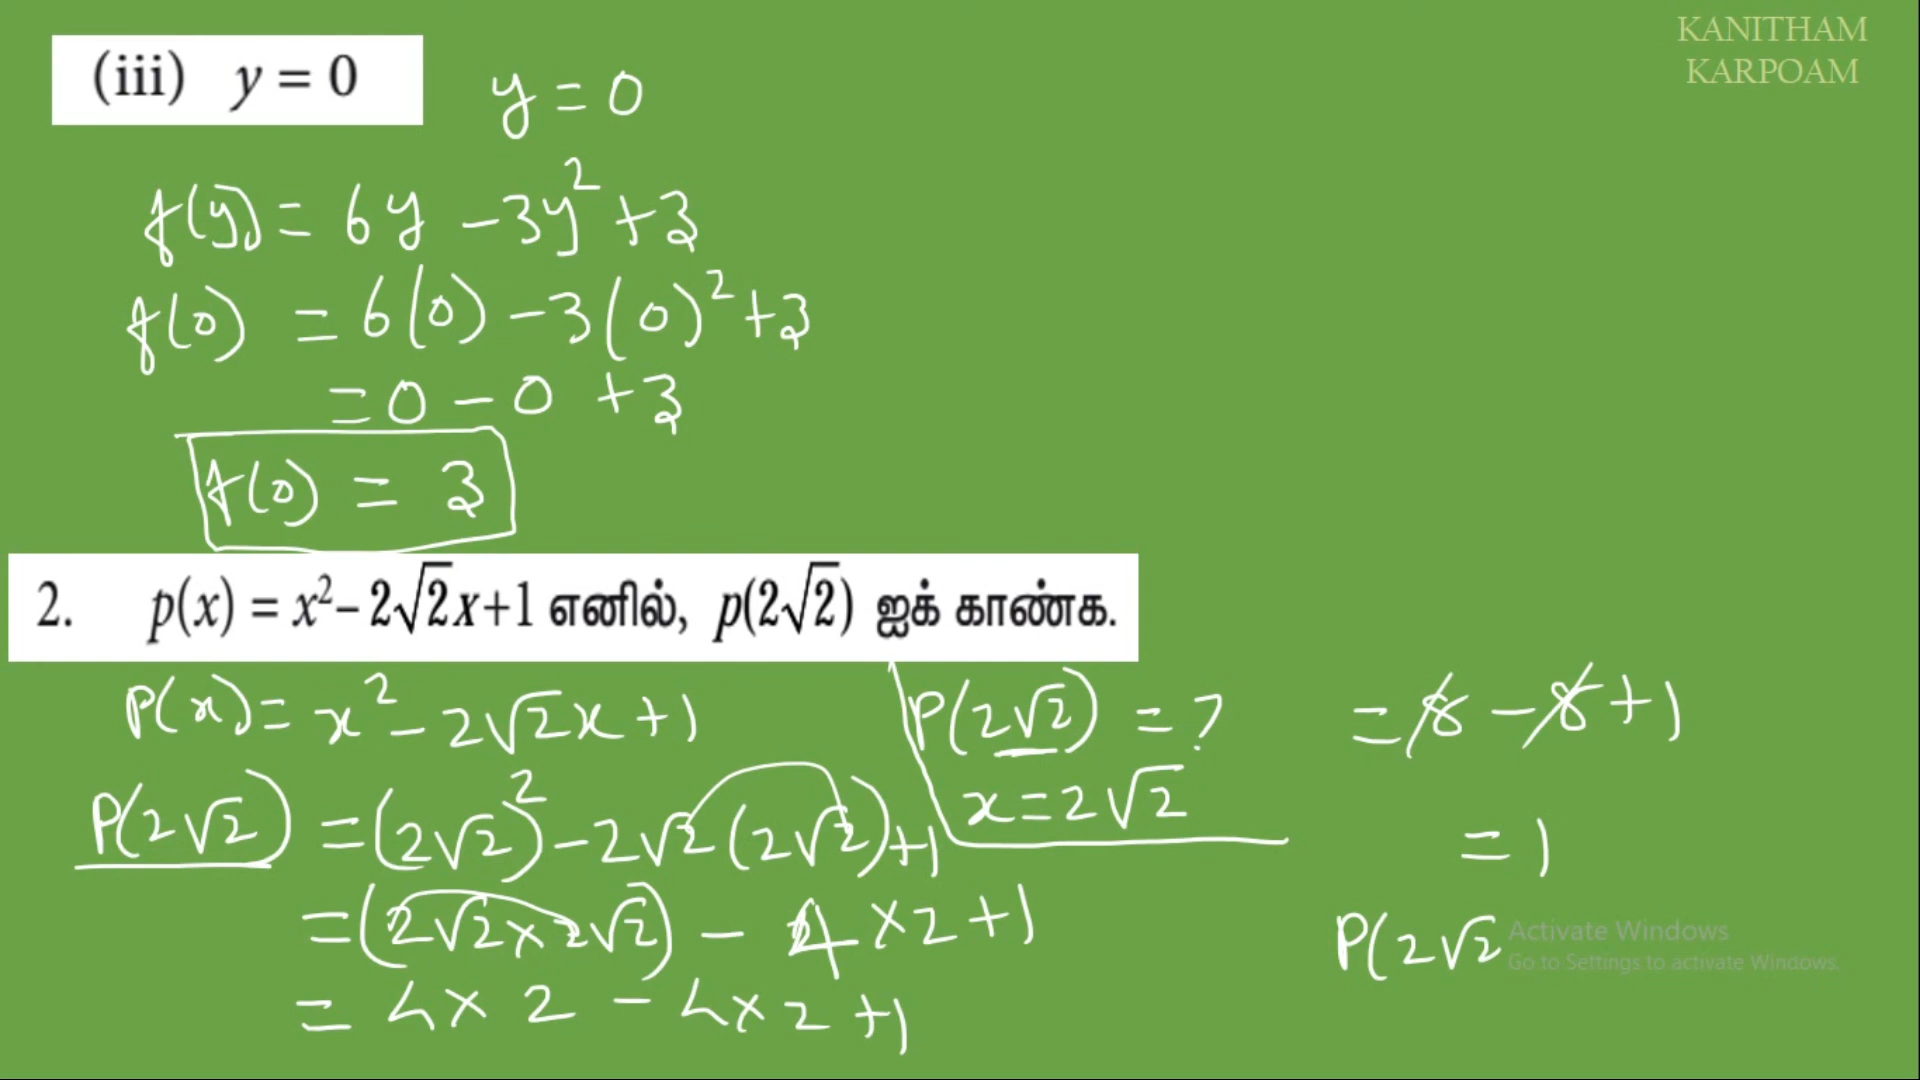 KANITHAM
KARPOAM
(iii) y = 0
y = 0
f(y) = 6y - 3y² + 3
f(0) = 6(0) - 3(0)² + 3
= 0 - 0 + 3
f(0) = 3
2. p(x) = x² – 2√2x+1 எனில், p(2√2) ஐக் காண்க.
P(x) = x² - 2√2x + 1
P(2√2) = (2√2)² - 2√2(2√2) + 1
= (2√2 × 2√2) - 4 × 2 + 1
= 4 × 2 - 4 × 2 + 1
P(2√2) = ?
x = 2√2
= 8 - 8 + 1
= 1
P(2√2
Activate Windows
Go to Settings to activate Windows.